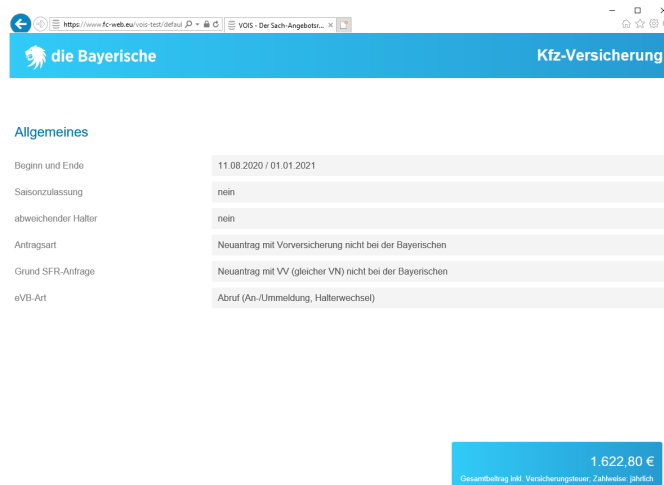 https://www.fc-web.eu/vois-test/defaul
VOIS - Der Sach-Angebotsr...
die Bayerische
Kfz-Versicherung
Allgemeines
Beginn und Ende 11.08.2020 / 01.01.2021
Saisonzulassung nein
abweichender Halter nein
Antragsart Neuantrag mit Vorversicherung nicht bei der Bayerischen
Grund SFR-Anfrage Neuantrag mit VV (gleicher VN) nicht bei der Bayerischen
eVB-Art Abruf (An-/Ummeldung, Halterwechsel)
1.622,80 €
Gesamtbeitrag inkl. Versicherungsteuer; Zahlweise: jährlich